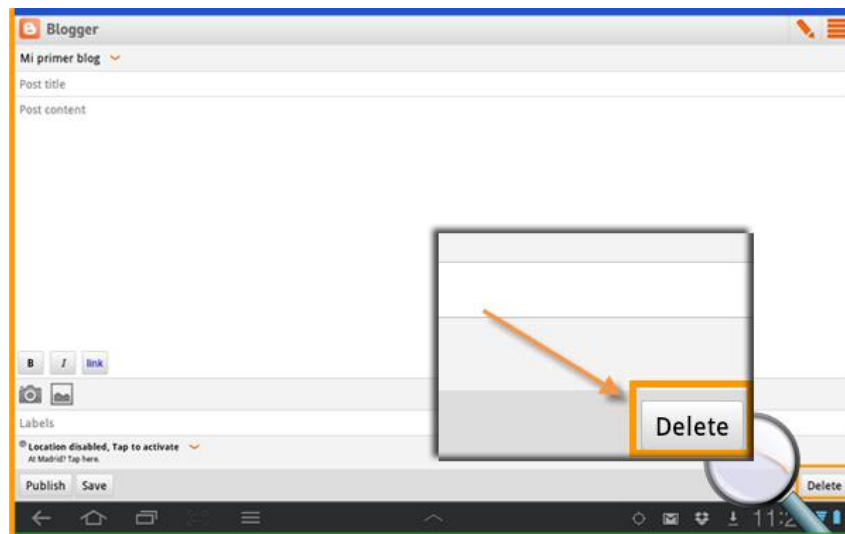 Blogger
Mi primer blog
Post title
Post content
B I link
Labels
Location disabled, Tap to activate
At Madrid? Tap here.
Delete
Publish Save Delete